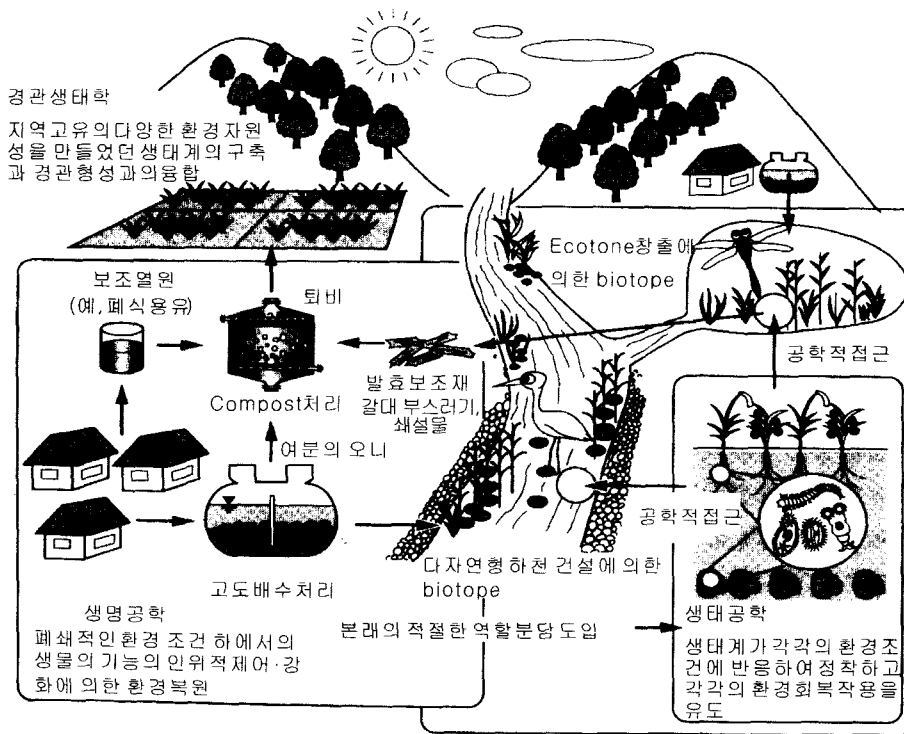 경관생태학
지역고유의다양한 환경자원
성을 만들었던 생태계의 구축
과 경관형성과의융합
Ecotone창출에
의한 biotope
보조열원
(예, 폐식용유)
퇴비
공학적접근
Compost처리
발효보조재
갈대 부스러기,
쇄설물
여분의 오니
공학적접근
고도배수처리
다자연형하천 건설에 의한
biotope
생명공학
폐쇄적인환경 조건 하에서의
생물의 기능의 인위적제어·강
화에 의한 환경복원
본래의 적절한 역할분당 도입
생태공학
생태계가 각각의 환경조
건에 반응하여 정착하고
각각의 환경회복작용을
유도